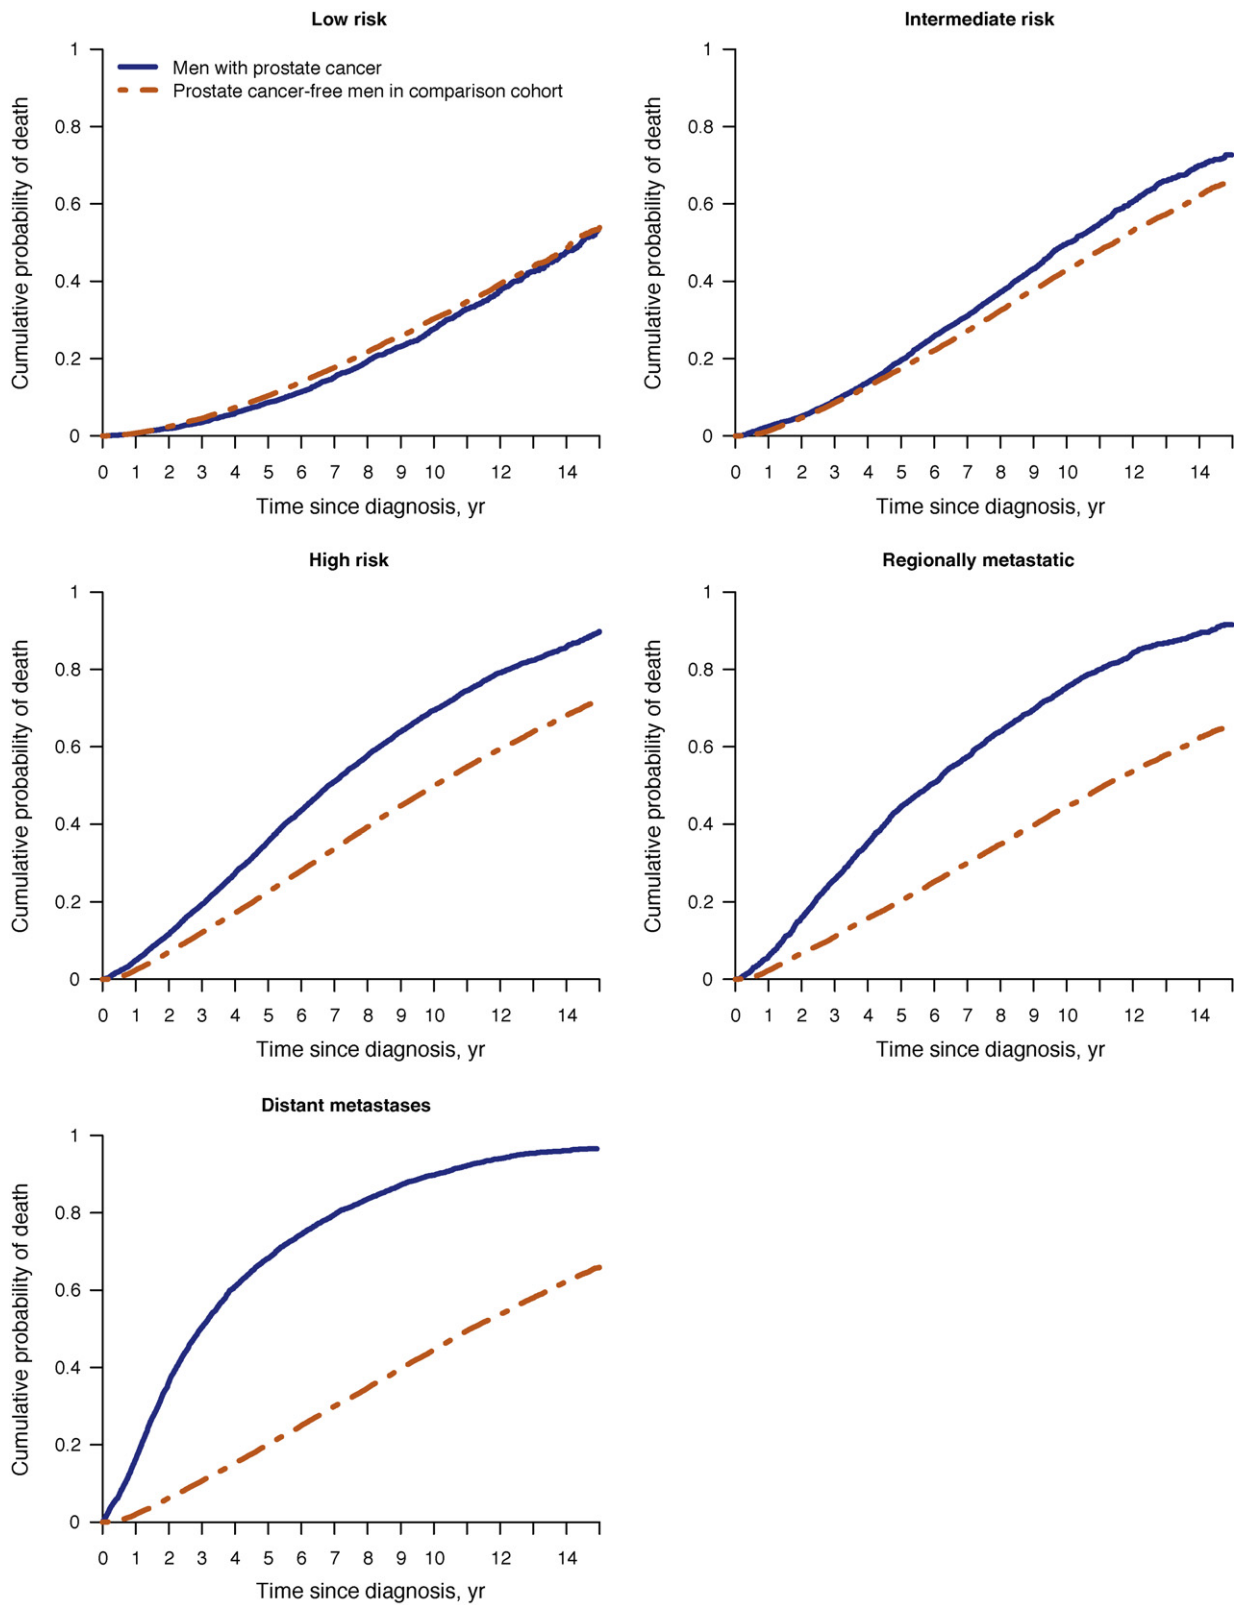 Low risk
1
0.8
0.6
0.4
0.2
0
Cumulative probability of death
Men with prostate cancer
Prostate cancer-free men in comparison cohort
0 1 2 3 4 5 6 7 8 9 10 12 14
Time since diagnosis, yr
Intermediate risk
1
0.8
0.6
0.4
0.2
0
Cumulative probability of death
0 1 2 3 4 5 6 7 8 9 10 12 14
Time since diagnosis, yr
High risk
1
0.8
0.6
0.4
0.2
0
Cumulative probability of death
0 1 2 3 4 5 6 7 8 9 10 12 14
Time since diagnosis, yr
Regionally metastatic
1
0.8
0.6
0.4
0.2
0
Cumulative probability of death
0 1 2 3 4 5 6 7 8 9 10 12 14
Time since diagnosis, yr
Distant metastases
1
0.8
0.6
0.4
0.2
0
Cumulative probability of death
0 1 2 3 4 5 6 7 8 9 10 12 14
Time since diagnosis, yr